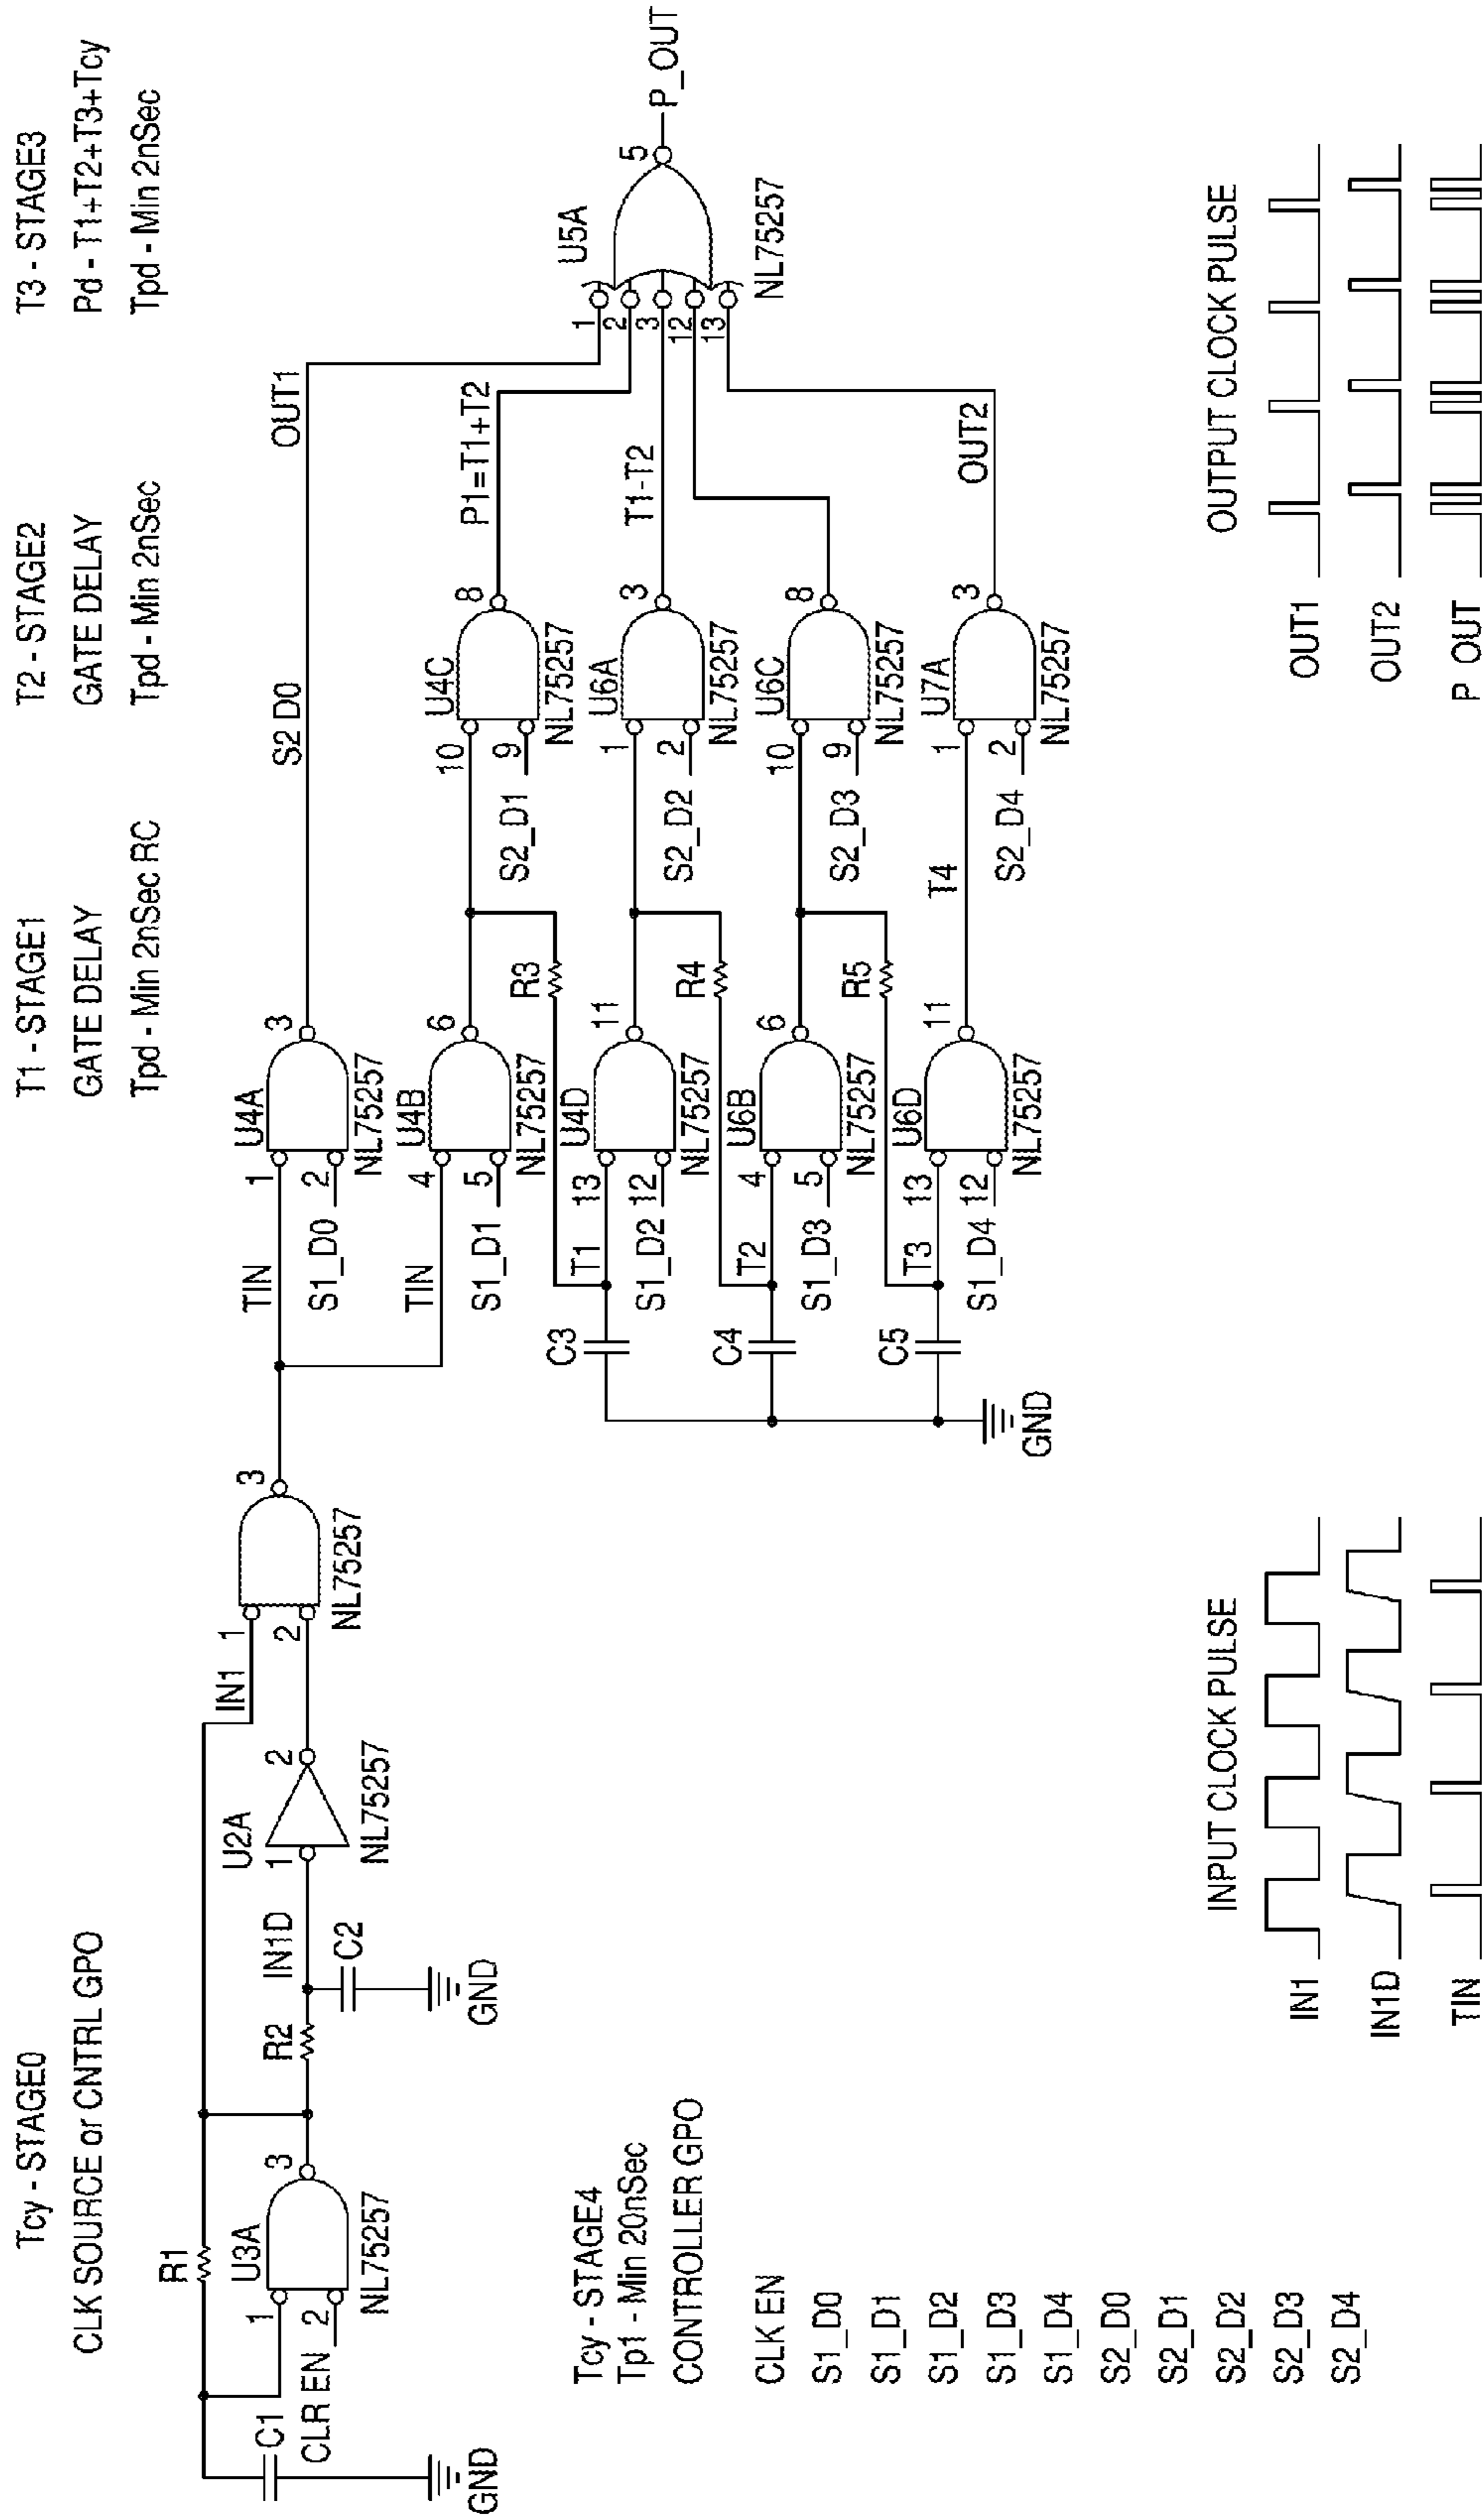 Tcy - STAGE0
CLK SOURCE or CNTRL GPO
T1 - STAGE1
GATE DELAY
Tpd - Min 2nSec RC
T2 - STAGE2
GATE DELAY
Tpd - Min 2nSec
T3 - STAGE3
Pd - T1+T2+T3+Tcy
Tpd - Min 2nSec
R1
C1
GND
CLR EN
1
2
U3A
3
NL75257
R2
IN1D
C2
GND
U2A
1
2
NL75257
IN1
1
2
3
NL75257
TIN
S1_D0
1
2
U4A
3
NL75257
S2 D0
OUT1
TIN
S1_D1
4
5
U4B
6
NL75257
R3
10
9
S2_D1
U4C
8
NL75257
P1=T1+T2
C3
T1
S1_D2
13
12
U4D
11
NL75257
R4
1
2
S2_D2
U6A
3
NL75257
T1-T2
C4
T2
S1_D3
4
5
U6B
6
NL75257
R5
10
9
S2_D3
U6C
8
NL75257
C5
T3
S1_D4
13
12
U6D
11
NL75257
T4
1
2
S2_D4
U7A
3
NL75257
OUT2
GND
1
2
3
12
13
U5A
5
P_OUT
NL75257
Tcy - STAGE4
Tp1 - Min 20nSec
CONTROLLER GPO
CLK EN
S1_D0
S1_D1
S1_D2
S1_D3
S1_D4
S2_D0
S2_D1
S2_D2
S2_D3
S2_D4
INPUT CLOCK PULSE
IN1
IN1D
TIN
OUTPUT CLOCK PULSE
OUT1
OUT2
P_OUT